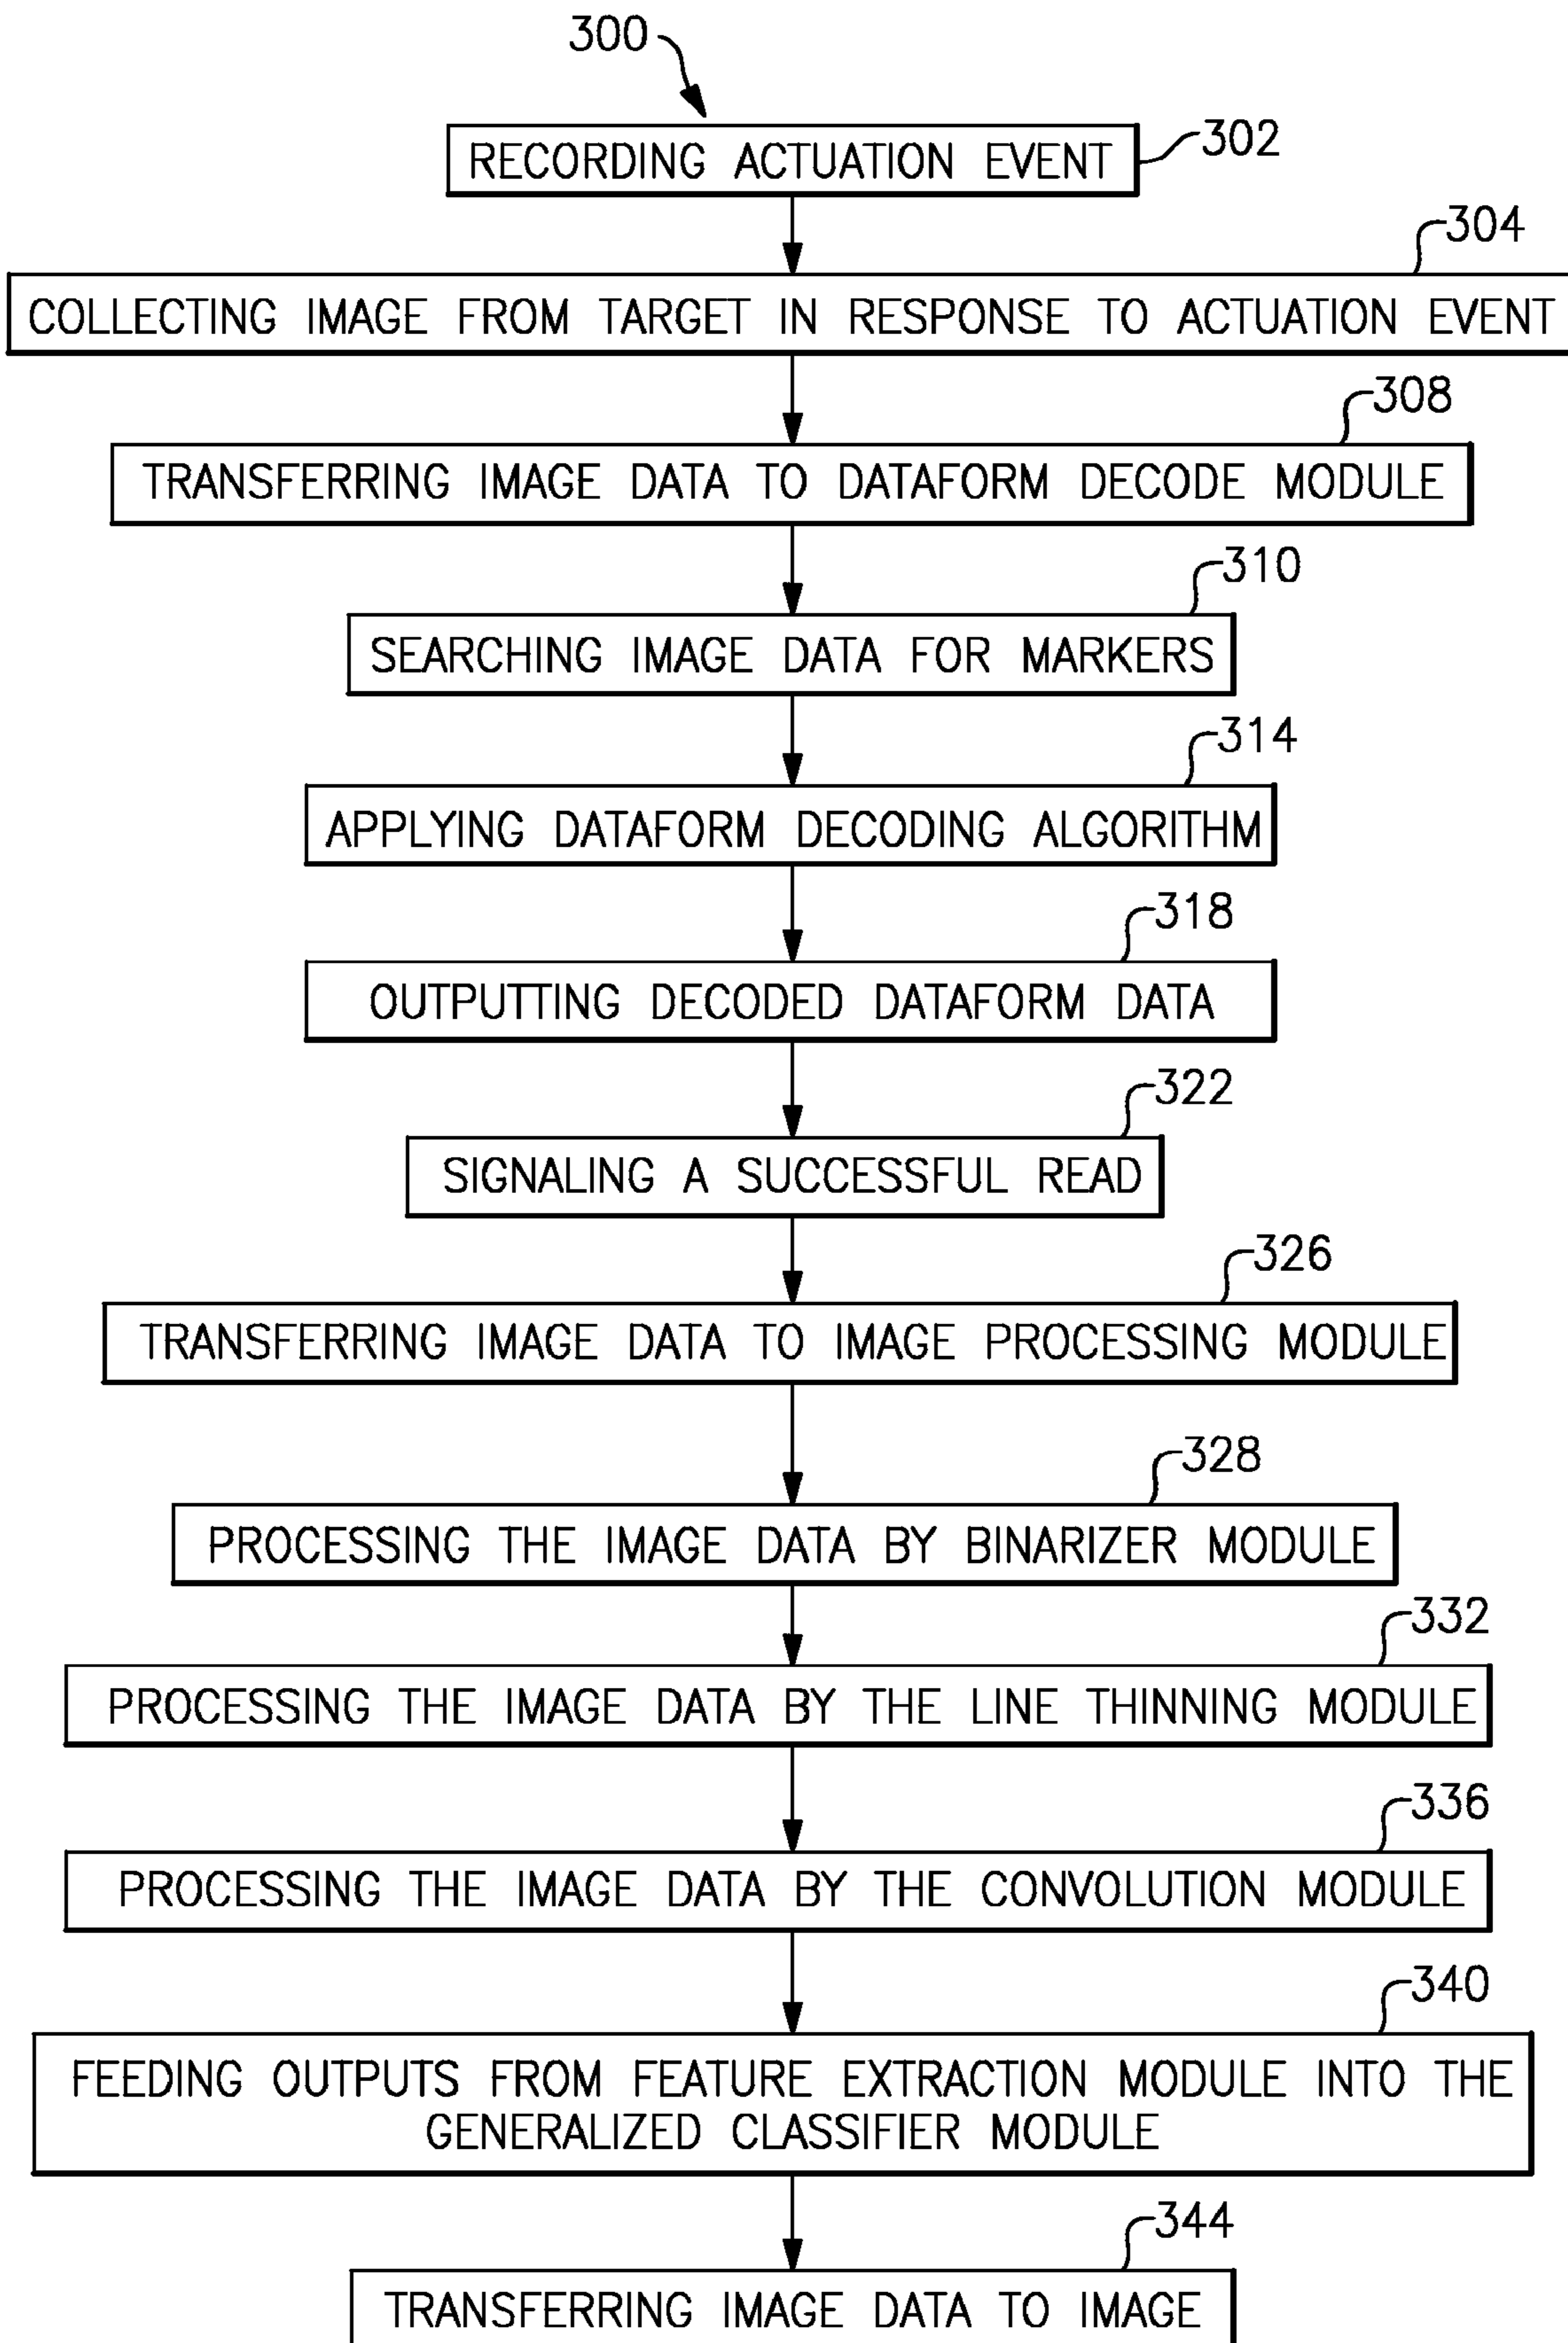 300
RECORDING ACTUATION EVENT
302
304
COLLECTING IMAGE FROM TARGET IN RESPONSE TO ACTUATION EVENT
308
TRANSFERRING IMAGE DATA TO DATAFORM DECODE MODULE
310
SEARCHING IMAGE DATA FOR MARKERS
314
APPLYING DATAFORM DECODING ALGORITHM
318
OUTPUTTING DECODED DATAFORM DATA
322
SIGNALING A SUCCESSFUL READ
326
TRANSFERRING IMAGE DATA TO IMAGE PROCESSING MODULE
328
PROCESSING THE IMAGE DATA BY BINARIZER MODULE
332
PROCESSING THE IMAGE DATA BY THE LINE THINNING MODULE
336
PROCESSING THE IMAGE DATA BY THE CONVOLUTION MODULE
340
FEEDING OUTPUTS FROM FEATURE EXTRACTION MODULE INTO THE
GENERALIZED CLASSIFIER MODULE
344
TRANSFERRING IMAGE DATA TO IMAGE